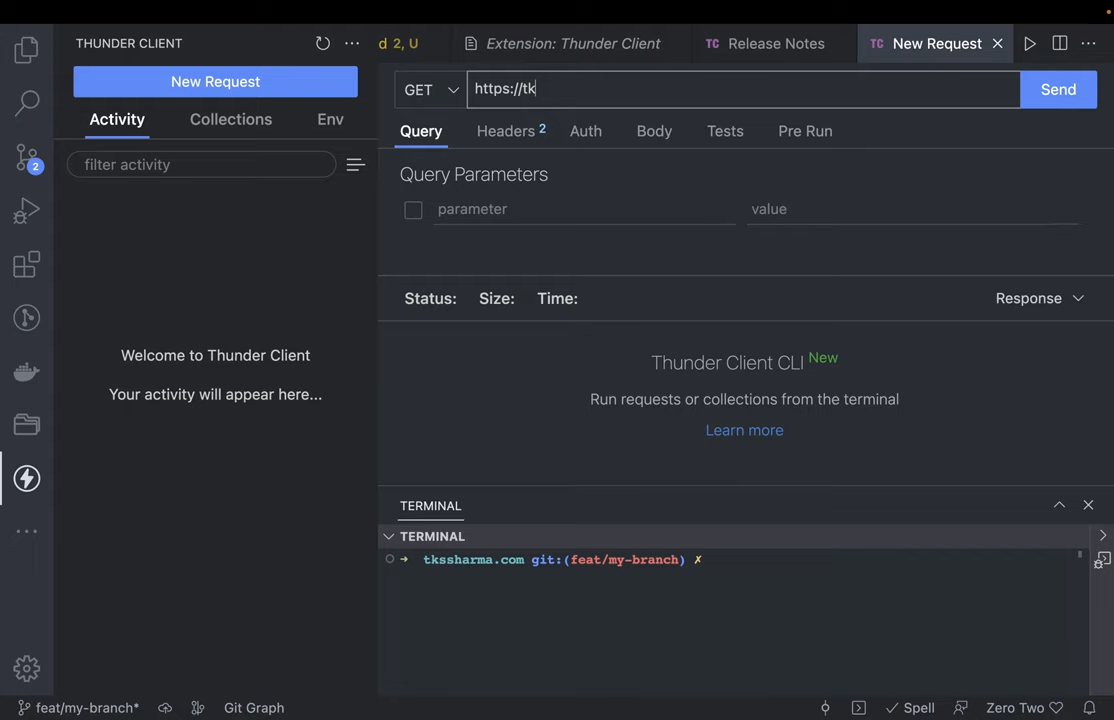 THUNDER CLIENT
New Request
Activity
Collections
Env
filter activity
Welcome to Thunder Client
Your activity will appear here...
d 2, U
Extension: Thunder Client
TC Release Notes
TC New Request
GET
https://tk
Send
Query
Headers 2
Auth
Body
Tests
Pre Run
Query Parameters
parameter
value
Status:
Size:
Time:
Response
Thunder Client CLI New
Run requests or collections from the terminal
Learn more
TERMINAL
TERMINAL
→ tkssharma.com git:(feat/my-branch) ✗
2
feat/my-branch*
Git Graph
Spell
Zero Two